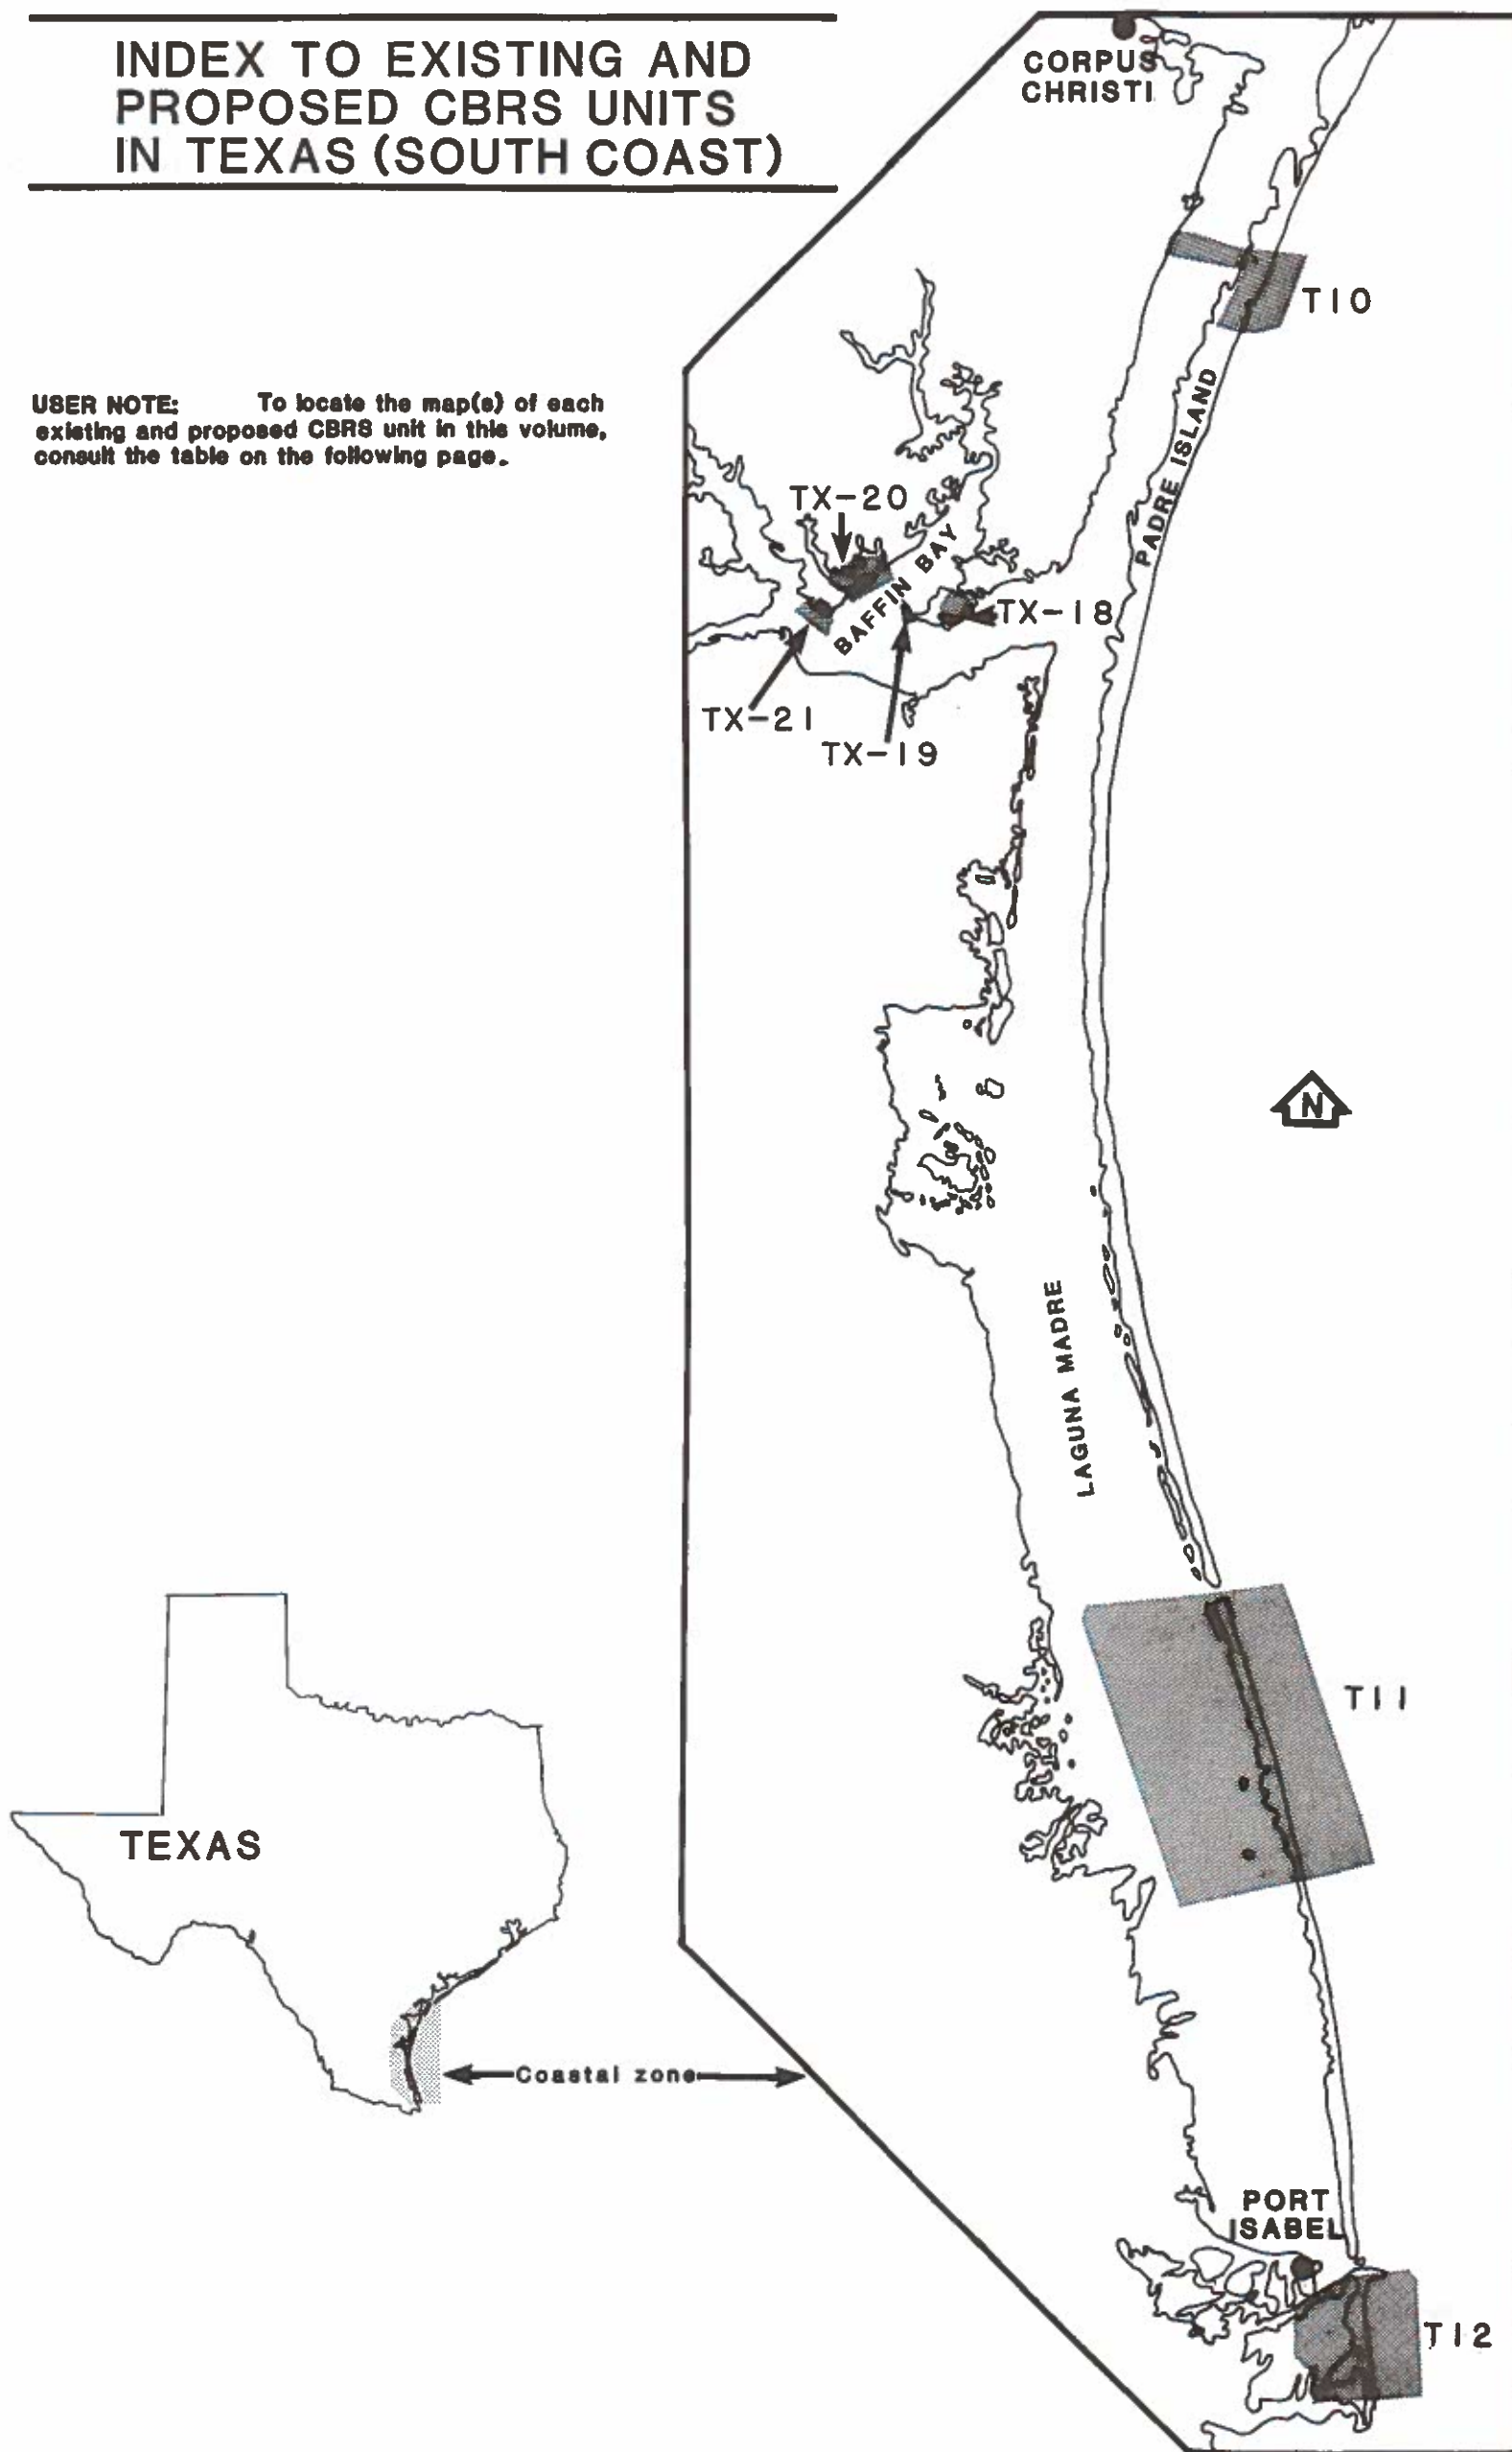 INDEX TO EXISTING AND
PROPOSED CBRS UNITS
IN TEXAS (SOUTH COAST)
USER NOTE: To locate the map(s) of each
existing and proposed CBRS unit in this volume,
consult the table on the following page.
CORPUS
CHRISTI
T10
PADRE ISLAND
TX-20
BAFFIN BAY
TX-18
TX-21
TX-19
N
LAGUNA MADRE
T11
TEXAS
Coastal zone
PORT
ISABEL
T12